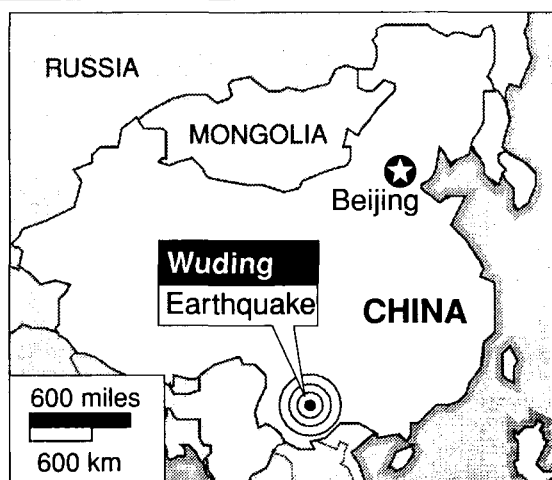 RUSSIA
MONGOLIA
Beijing
Wuding
Earthquake
CHINA
600 miles
600 km